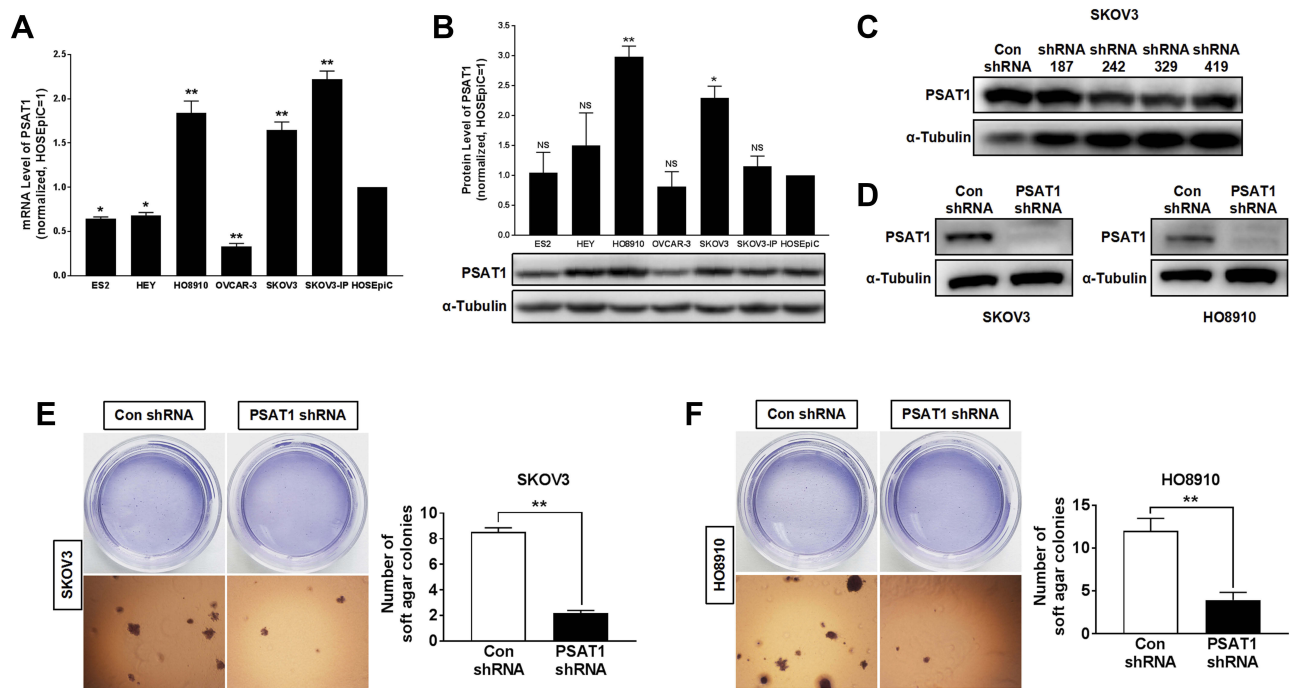 A
mRNA Level of PSAT1
(normalized, HOSEpiC=1)
2.5
2.0
1.5
1.0
0.5
0.0
*
*
**
**
**
**
ES2 HEY HO8910 OVCAR-3 SKOV3 SKOV3-IP HOSEpiC
B
Protein Level of PSAT1
(normalized, HOSEpiC=1)
3.5
3.0
2.5
2.0
1.5
1.0
0.5
0.0
NS
NS
**
NS
*
NS
ES2 HEY HO8910 OVCAR-3 SKOV3 SKOV3-IP HOSEpiC
PSAT1
α-Tubulin
C
SKOV3
Con shRNA shRNA shRNA shRNA
shRNA 187 242 329 419
PSAT1
α-Tubulin
D
Con PSAT1
shRNA shRNA
PSAT1
α-Tubulin
SKOV3
Con PSAT1
shRNA shRNA
PSAT1
α-Tubulin
HO8910
E
Con shRNA
PSAT1 shRNA
SKOV3
SKOV3
Number of
soft agar colonies
10
8
6
4
2
0
**
Con PSAT1
shRNA shRNA
F
Con shRNA
PSAT1 shRNA
HO8910
HO8910
Number of
soft agar colonies
15
10
5
0
**
Con PSAT1
shRNA shRNA